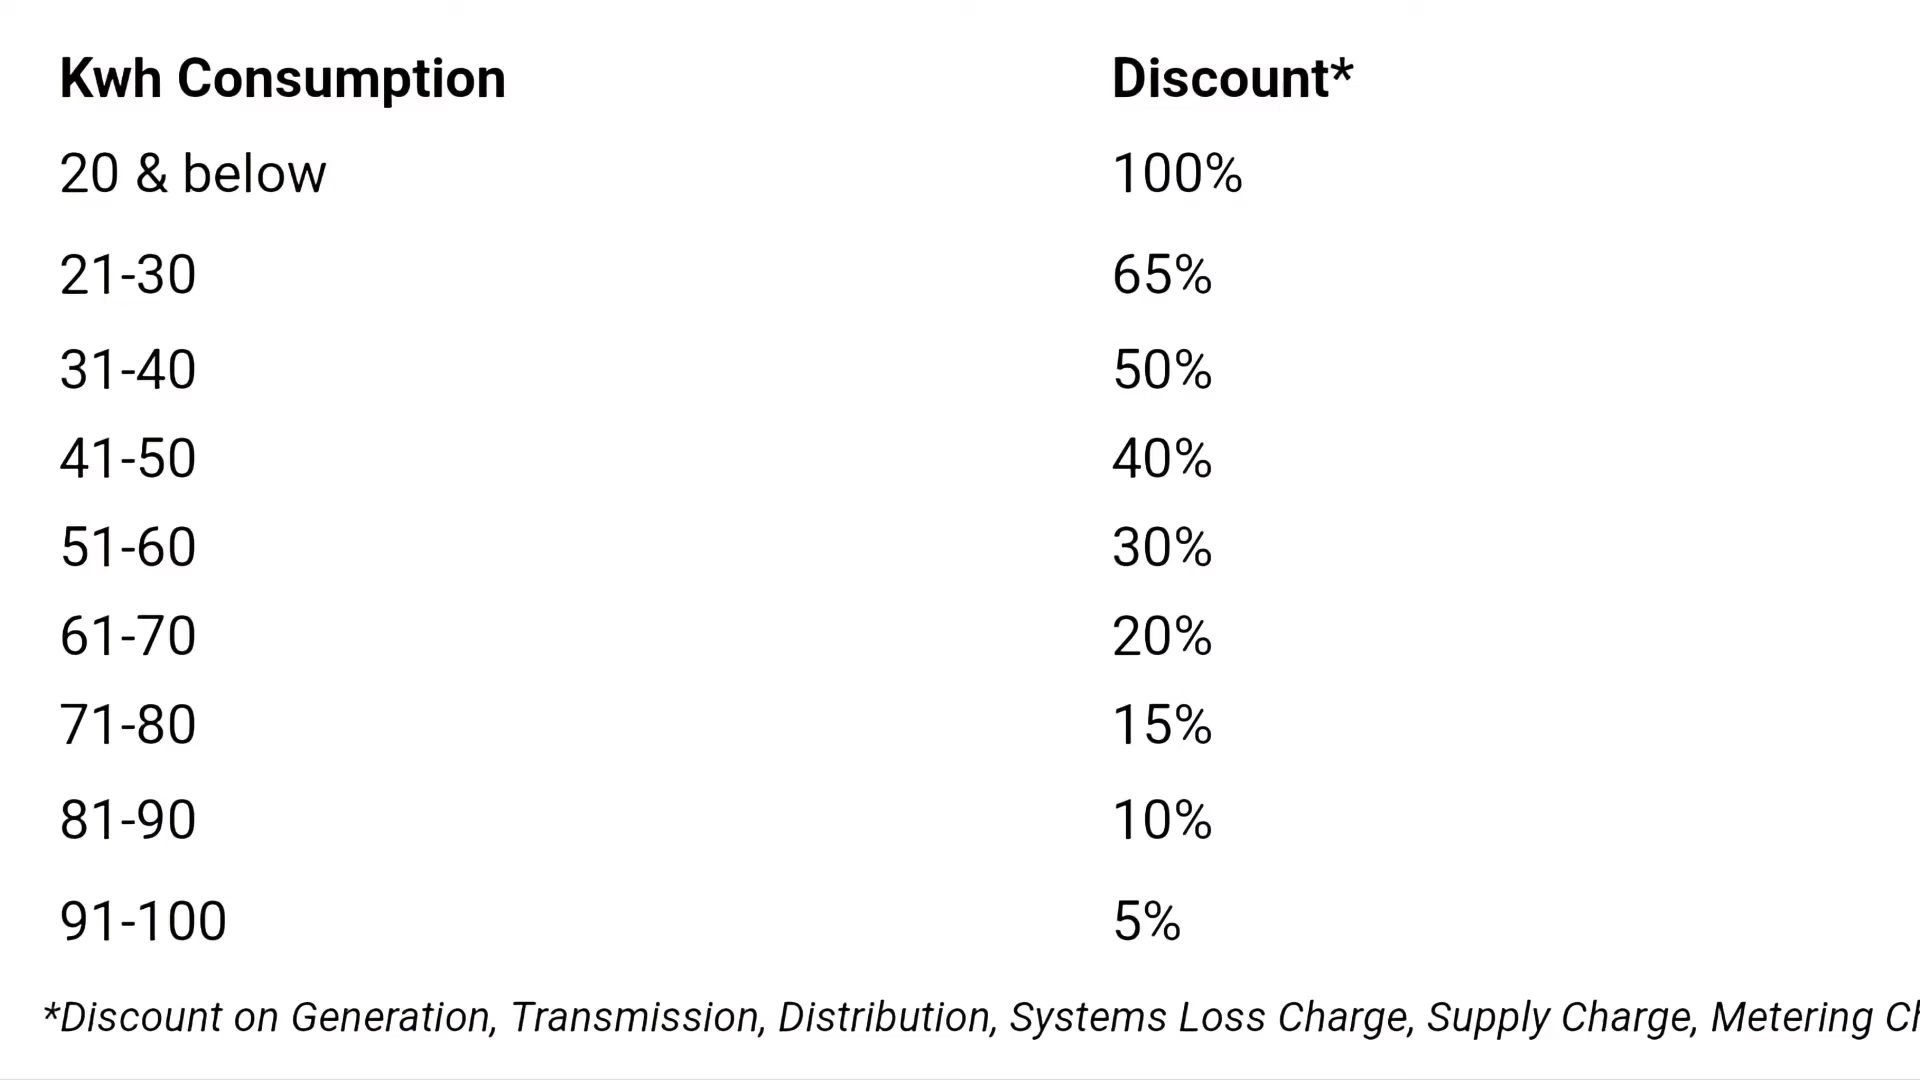 Kwh Consumption Discount*
20 & below 100%
21-30 65%
31-40 50%
41-50 40%
51-60 30%
61-70 20%
71-80 15%
81-90 10%
91-100 5%
*Discount on Generation, Transmission, Distribution, Systems Loss Charge, Supply Charge, Metering